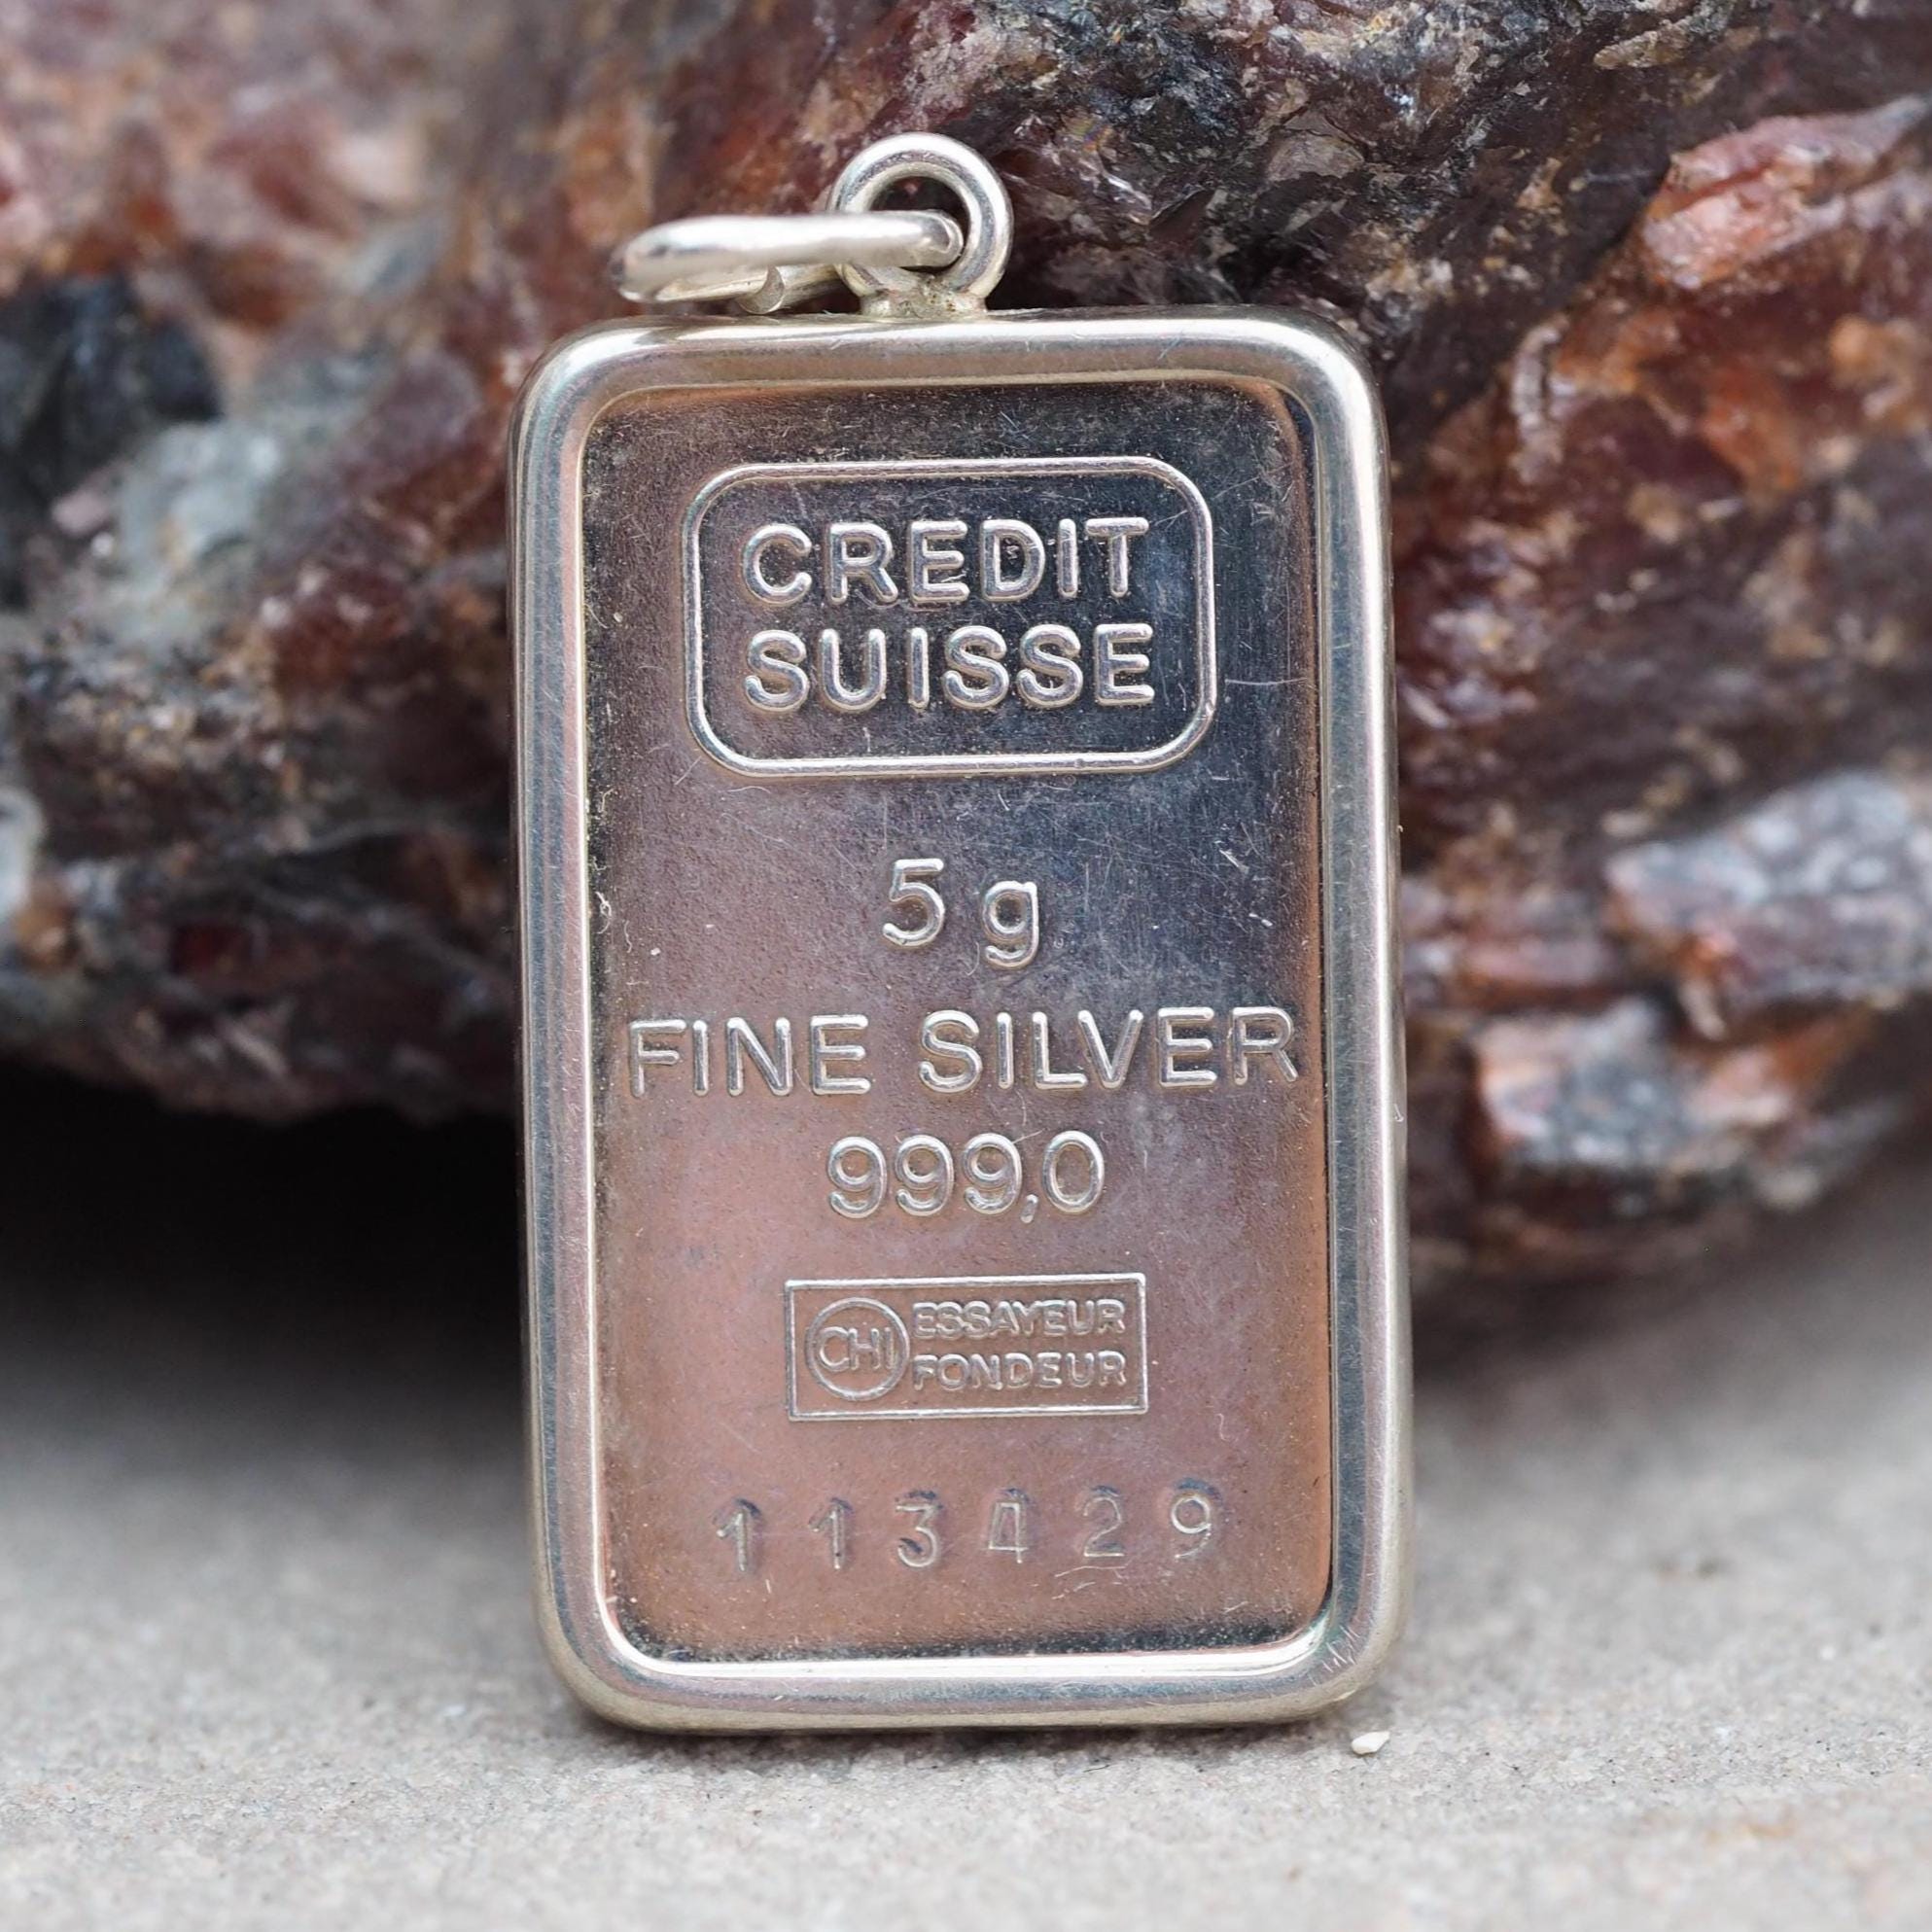 CREDIT
SUISSE
5 g
FINE SILVER
999,0
CHI ESSAYEUR
FONDEUR
113429